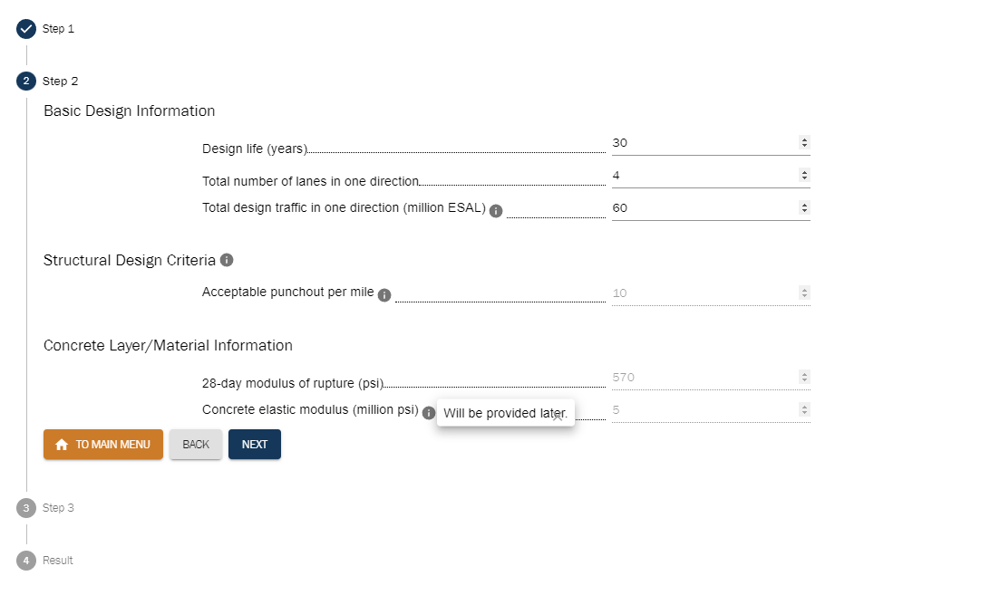 Step 1
2 Step 2
Basic Design Information
Design life (years) 30
Total number of lanes in one direction 4
Total design traffic in one direction (million ESAL) i 60
Structural Design Criteria i
Acceptable punchout per mile i 10
Concrete Layer/Material Information
28-day modulus of rupture (psi) 570
Concrete elastic modulus (million psi) i Will be provided later. 5
TO MAIN MENU BACK NEXT
3 Step 3
4 Result